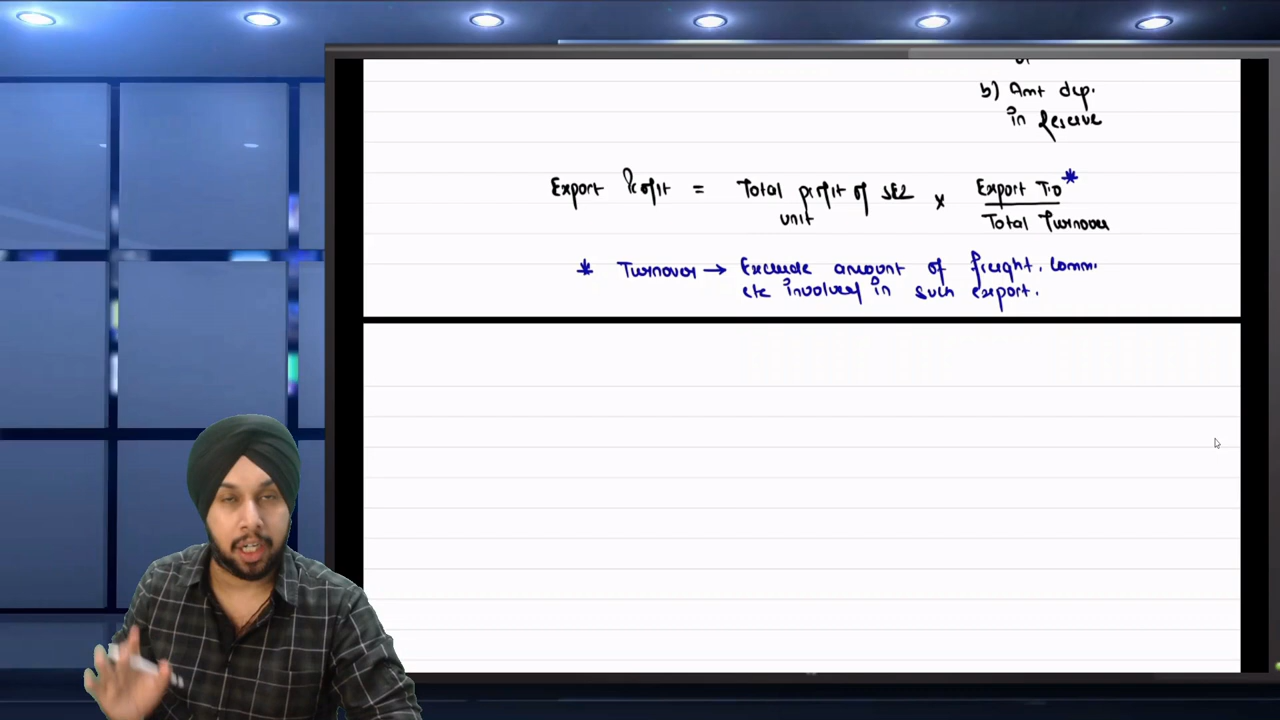 b) Amt dep.
in Reserve
Export Profit = Total profit of SEZ unit × Export T/O* / Total Turnover
* Turnover → Exclude amount of freight, comm.
etc involved in such export.